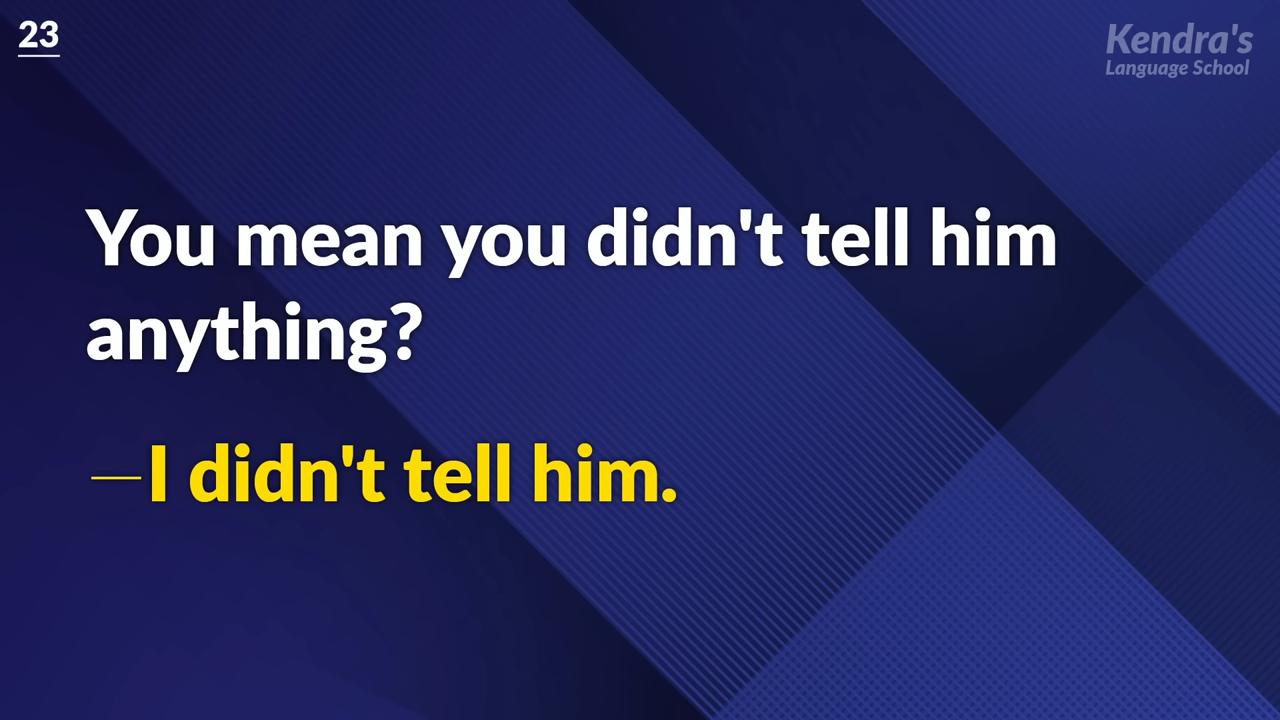 23
Kendra's
Language School
You mean you didn't tell him
anything?
—I didn't tell him.